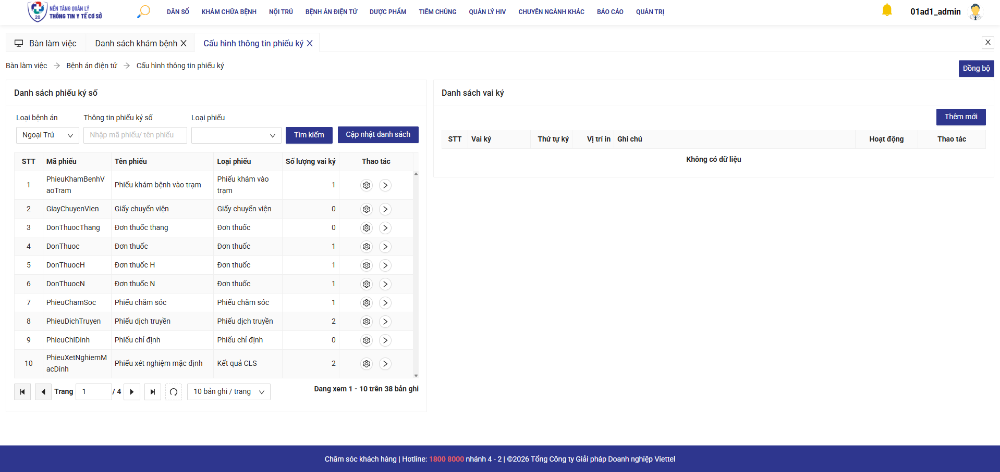 NỀN TẢNG QUẢN LÝ
THÔNG TIN Y TẾ CƠ SỞ
20
DÂN SỐ KHÁM CHỮA BỆNH NỘI TRÚ BỆNH ÁN ĐIỆN TỬ DƯỢC PHẨM TIÊM CHỦNG QUẢN LÝ HIV CHUYÊN NGÀNH KHÁC BÁO CÁO QUẢN TRỊ
01ad1_admin
Bàn làm việc Danh sách khám bệnh X Cấu hình thông tin phiếu ký X
X
Bàn làm việc → Bệnh án điện tử → Cấu hình thông tin phiếu ký
Đồng bộ
Danh sách phiếu ký số
Loại bệnh án Thông tin phiếu ký số Loại phiếu
Ngoại Trú Nhập mã phiếu/ tên phiếu Tìm kiếm Cập nhật danh sách
STT Mã phiếu Tên phiếu Loại phiếu Số lượng vai ký Thao tác
1 PhieuKhamBenhVaoTram Phiếu khám bệnh vào trạm Phiếu khám vào trạm 1
2 GiayChuyenVien Giấy chuyển viện Giấy chuyển viện 0
3 DonThuocThang Đơn thuốc thang Đơn thuốc 0
4 DonThuoc Đơn thuốc Đơn thuốc 1
5 DonThuocH Đơn thuốc H Đơn thuốc 1
6 DonThuocN Đơn thuốc N Đơn thuốc 1
7 PhieuChamSoc Phiếu chăm sóc Phiếu chăm sóc 1
8 PhieuDichTruyen Phiếu dịch truyền Phiếu dịch truyền 2
9 PhieuChiDinh Phiếu chỉ định Phiếu chỉ định 0
10 PhieuXetNghiemMacDinh Phiếu xét nghiệm mặc định Kết quả CLS 2
Trang 1 / 4 10 bản ghi / trang Đang xem 1 - 10 trên 38 bản ghi
Danh sách vai ký
Thêm mới
STT Vai ký Thứ tự ký Vị trí in Ghi chú Hoạt động Thao tác
Không có dữ liệu
Chăm sóc khách hàng | Hotline: 1800 8000 nhánh 4 - 2 | ©2026 Tổng Công ty Giải pháp Doanh nghiệp Viettel